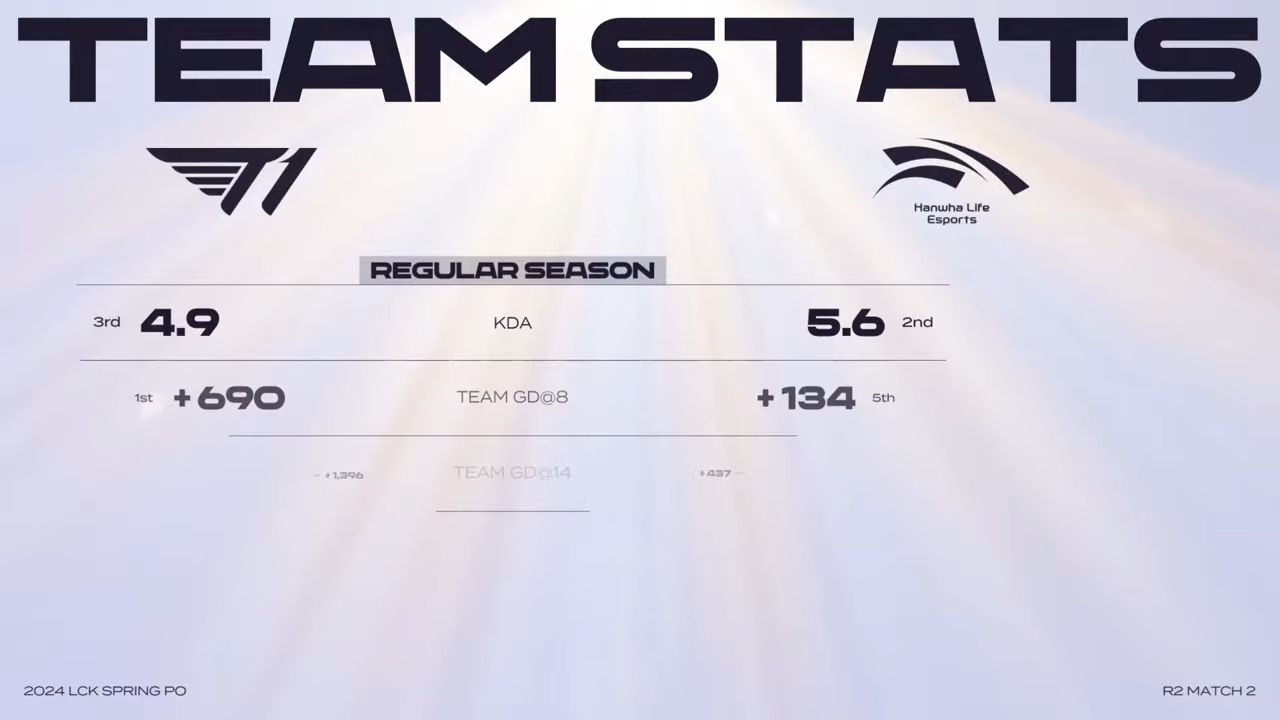 TEAM STATS
T1
Hanwha Life
Esports
REGULAR SEASON
3rd 4.9 KDA 5.6 2nd
1st +690 TEAM GD@8 +134 5th
+1,396 TEAM GD@14 +437
2024 LCK SPRING PO
R2 MATCH 2